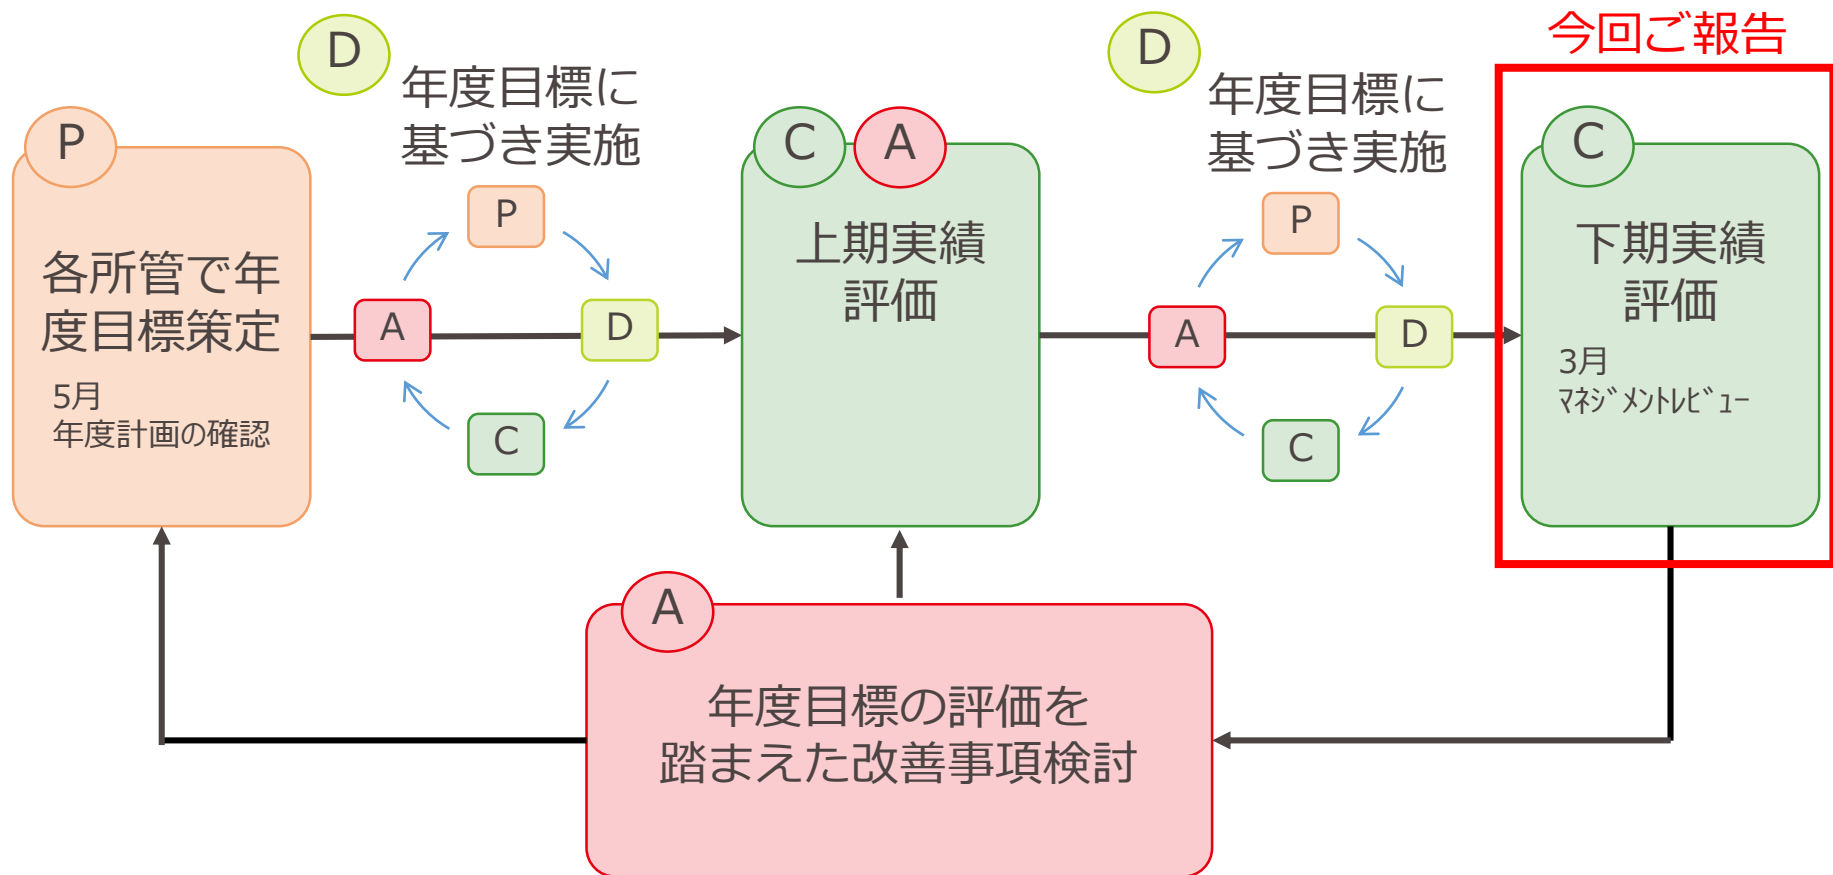 今回ご報告
D
年度目標に
基づき実施
D
年度目標に
基づき実施
P
各所管で年
度目標策定
5月
年度計画の確認
P
A
D
C
C
A
上期実績
評価
P
A
D
C
C
下期実績
評価
3月
ﾏﾈｼﾞﾒﾝﾄﾚﾋﾞｭｰ
A
年度目標の評価を
踏まえた改善事項検討